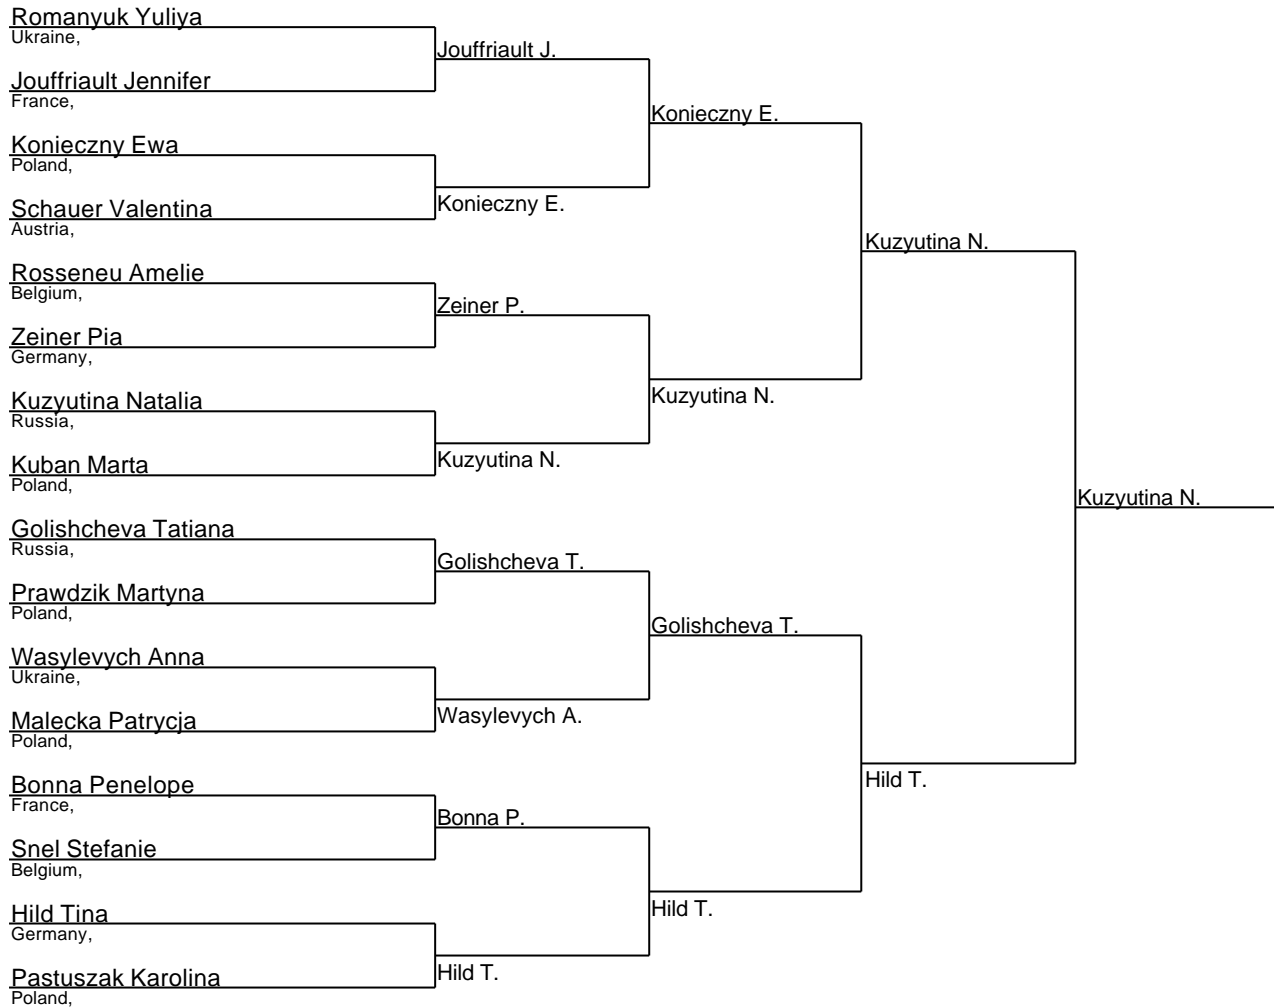 Romanyuk Yuliya
Ukraine,
Jouffriault J.
Jouffriault Jennifer
France,
Konieczny E.
Konieczny Ewa
Poland,
Konieczny E.
Schauer Valentina
Austria,
Kuzyutina N.
Rosseneu Amelie
Belgium,
Zeiner P.
Zeiner Pia
Germany,
Kuzyutina N.
Kuzyutina Natalia
Russia,
Kuzyutina N.
Kuban Marta
Poland,
Kuzyutina N.
Golishcheva Tatiana
Russia,
Golishcheva T.
Prawdzik Martyna
Poland,
Golishcheva T.
Wasylevych Anna
Ukraine,
Wasylevych A.
Malecka Patrycja
Poland,
Hild T.
Bonna Penelope
France,
Bonna P.
Snel Stefanie
Belgium,
Hild T.
Hild Tina
Germany,
Hild T.
Pastuszak Karolina
Poland,